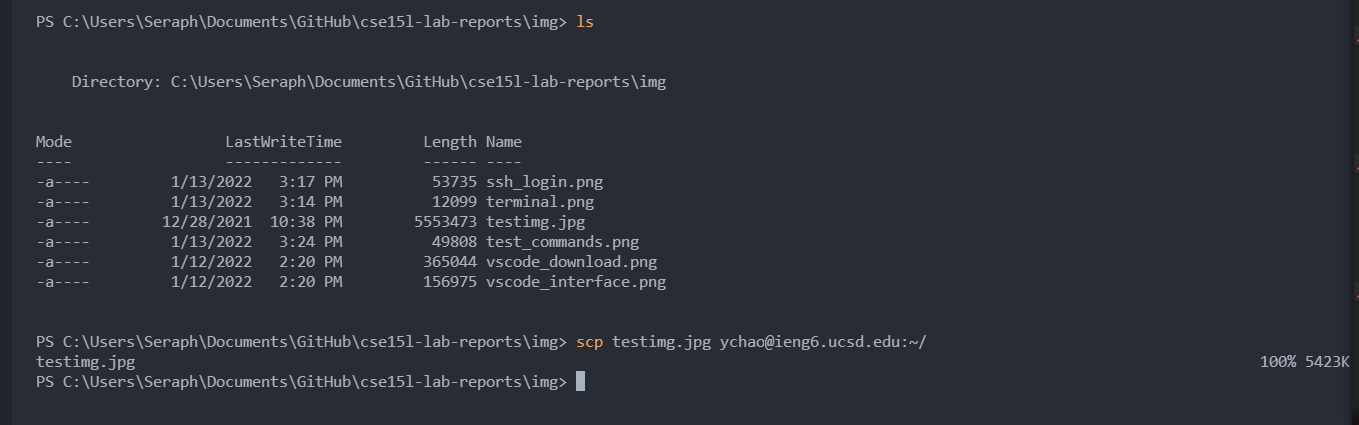 PS C:\Users\Seraph\Documents\GitHub\cse15l-lab-reports\img> ls
    Directory: C:\Users\Seraph\Documents\GitHub\cse15l-lab-reports\img
Mode                 LastWriteTime         Length Name
----                 -------------         ------ ----
-a----         1/13/2022   3:17 PM          53735 ssh_login.png
-a----         1/13/2022   3:14 PM          12099 terminal.png
-a----        12/28/2021  10:38 PM        5553473 testimg.jpg
-a----         1/13/2022   3:24 PM          49808 test_commands.png
-a----         1/12/2022   2:20 PM         365044 vscode_download.png
-a----         1/12/2022   2:20 PM         156975 vscode_interface.png
PS C:\Users\Seraph\Documents\GitHub\cse15l-lab-reports\img> scp testimg.jpg ychao@ieng6.ucsd.edu:~/
testimg.jpg 100% 5423K
PS C:\Users\Seraph\Documents\GitHub\cse15l-lab-reports\img>